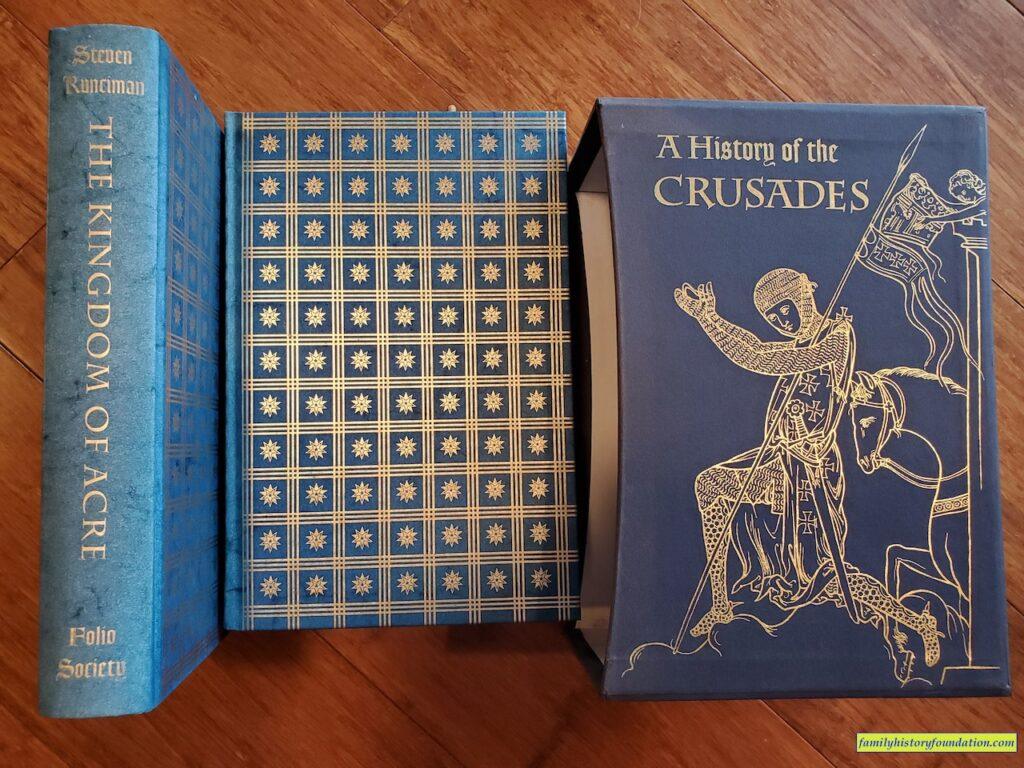 Steven
Runciman
THE KINGDOM OF ACRE
Folio
Society
A History of the
CRUSADES
familyhistoryfoundation.com